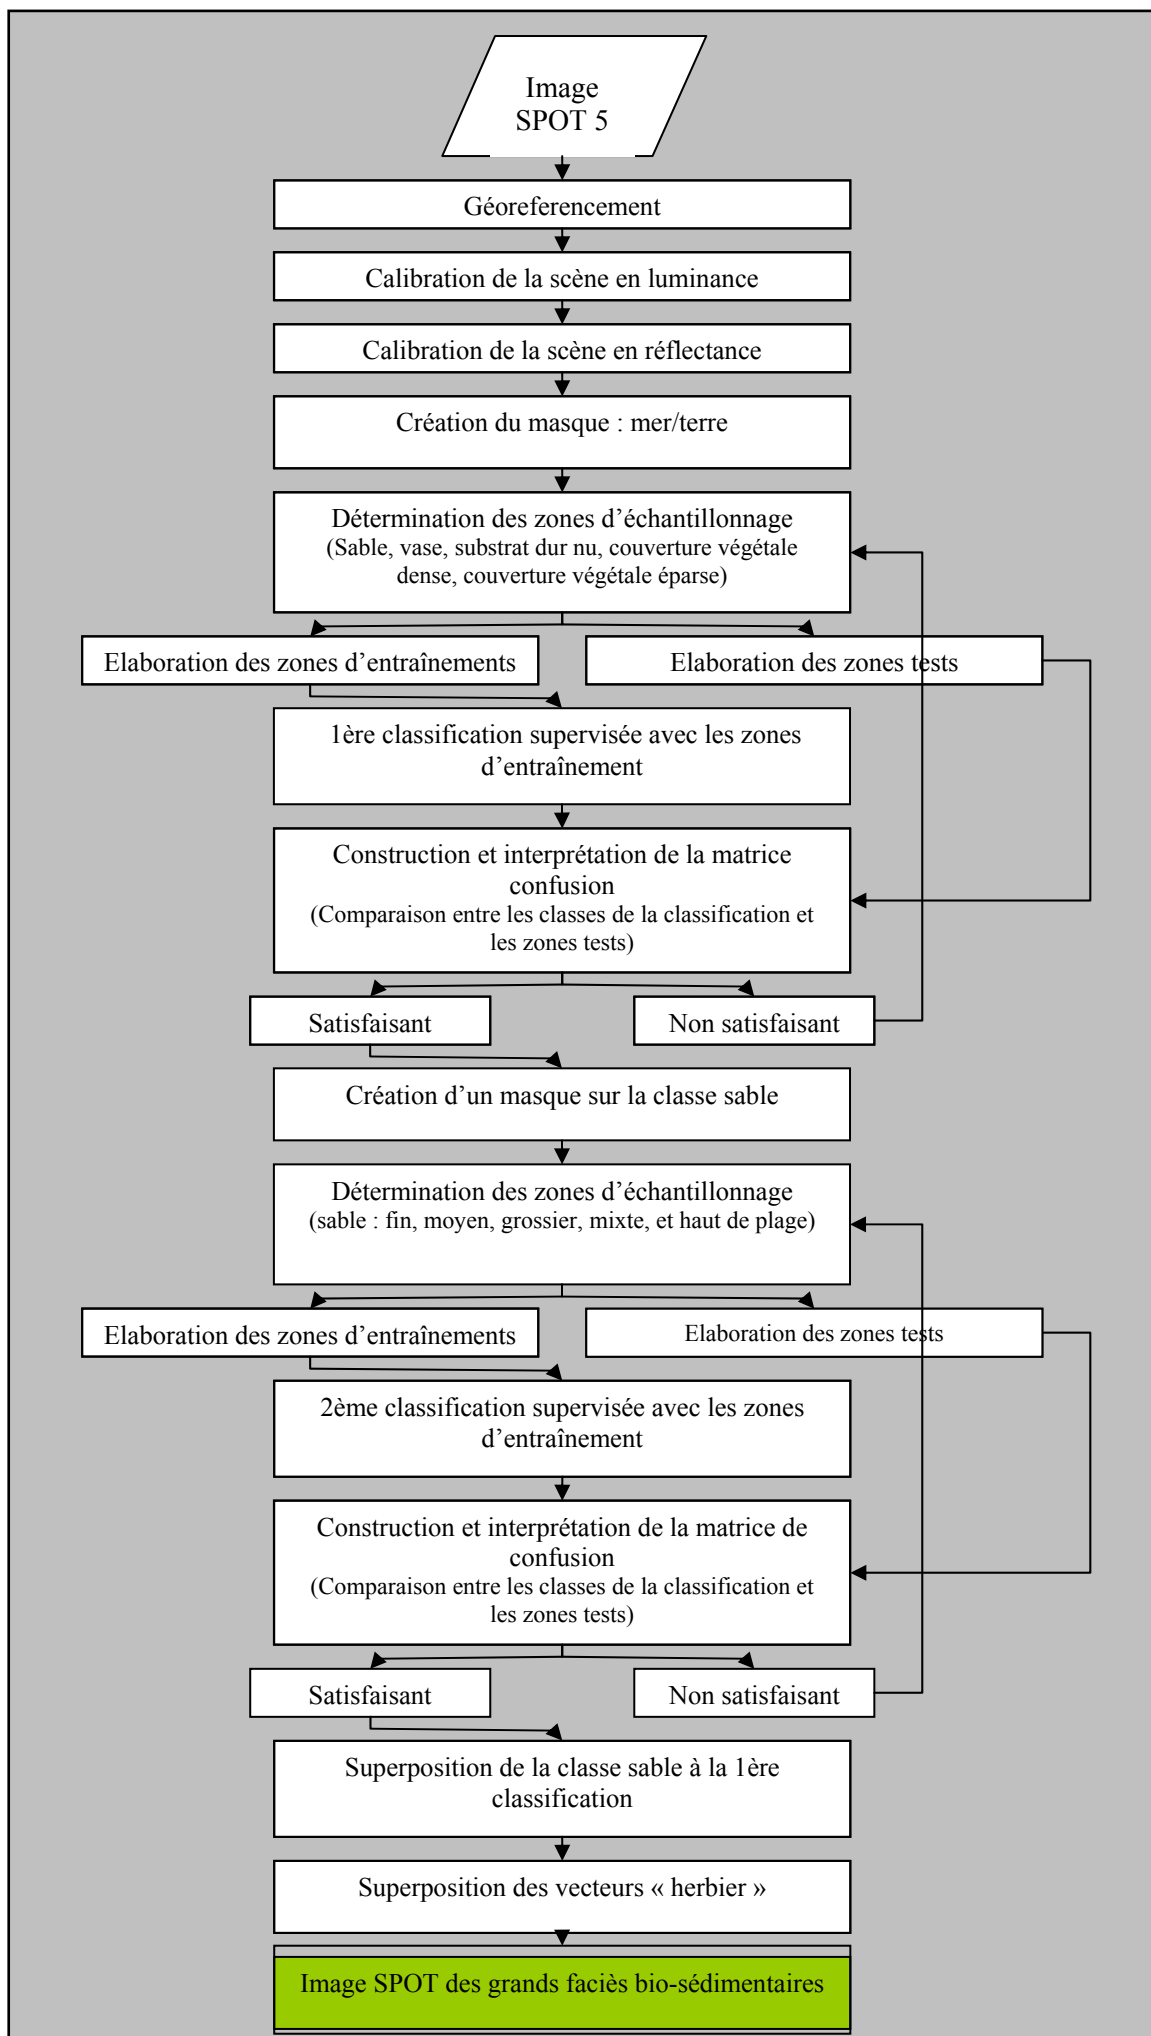 Image
SPOT 5
Géoreferencement
Calibration de la scène en luminance
Calibration de la scène en réflectance
Création du masque : mer/terre
Détermination des zones d’échantillonnage
(Sable, vase, substrat dur nu, couverture végétale
dense, couverture végétale éparse)
Elaboration des zones d’entraînements
Elaboration des zones tests
1ère classification supervisée avec les zones
d’entraînement
Construction et interprétation de la matrice
confusion
(Comparaison entre les classes de la classification et
les zones tests)
Satisfaisant
Non satisfaisant
Création d’un masque sur la classe sable
Détermination des zones d’échantillonnage
(sable : fin, moyen, grossier, mixte, et haut de plage)
Elaboration des zones d’entraînements
Elaboration des zones tests
2ème classification supervisée avec les zones
d’entraînement
Construction et interprétation de la matrice de
confusion
(Comparaison entre les classes de la classification et
les zones tests)
Satisfaisant
Non satisfaisant
Superposition de la classe sable à la 1ère
classification
Superposition des vecteurs « herbier »
Image SPOT des grands faciès bio-sédimentaires